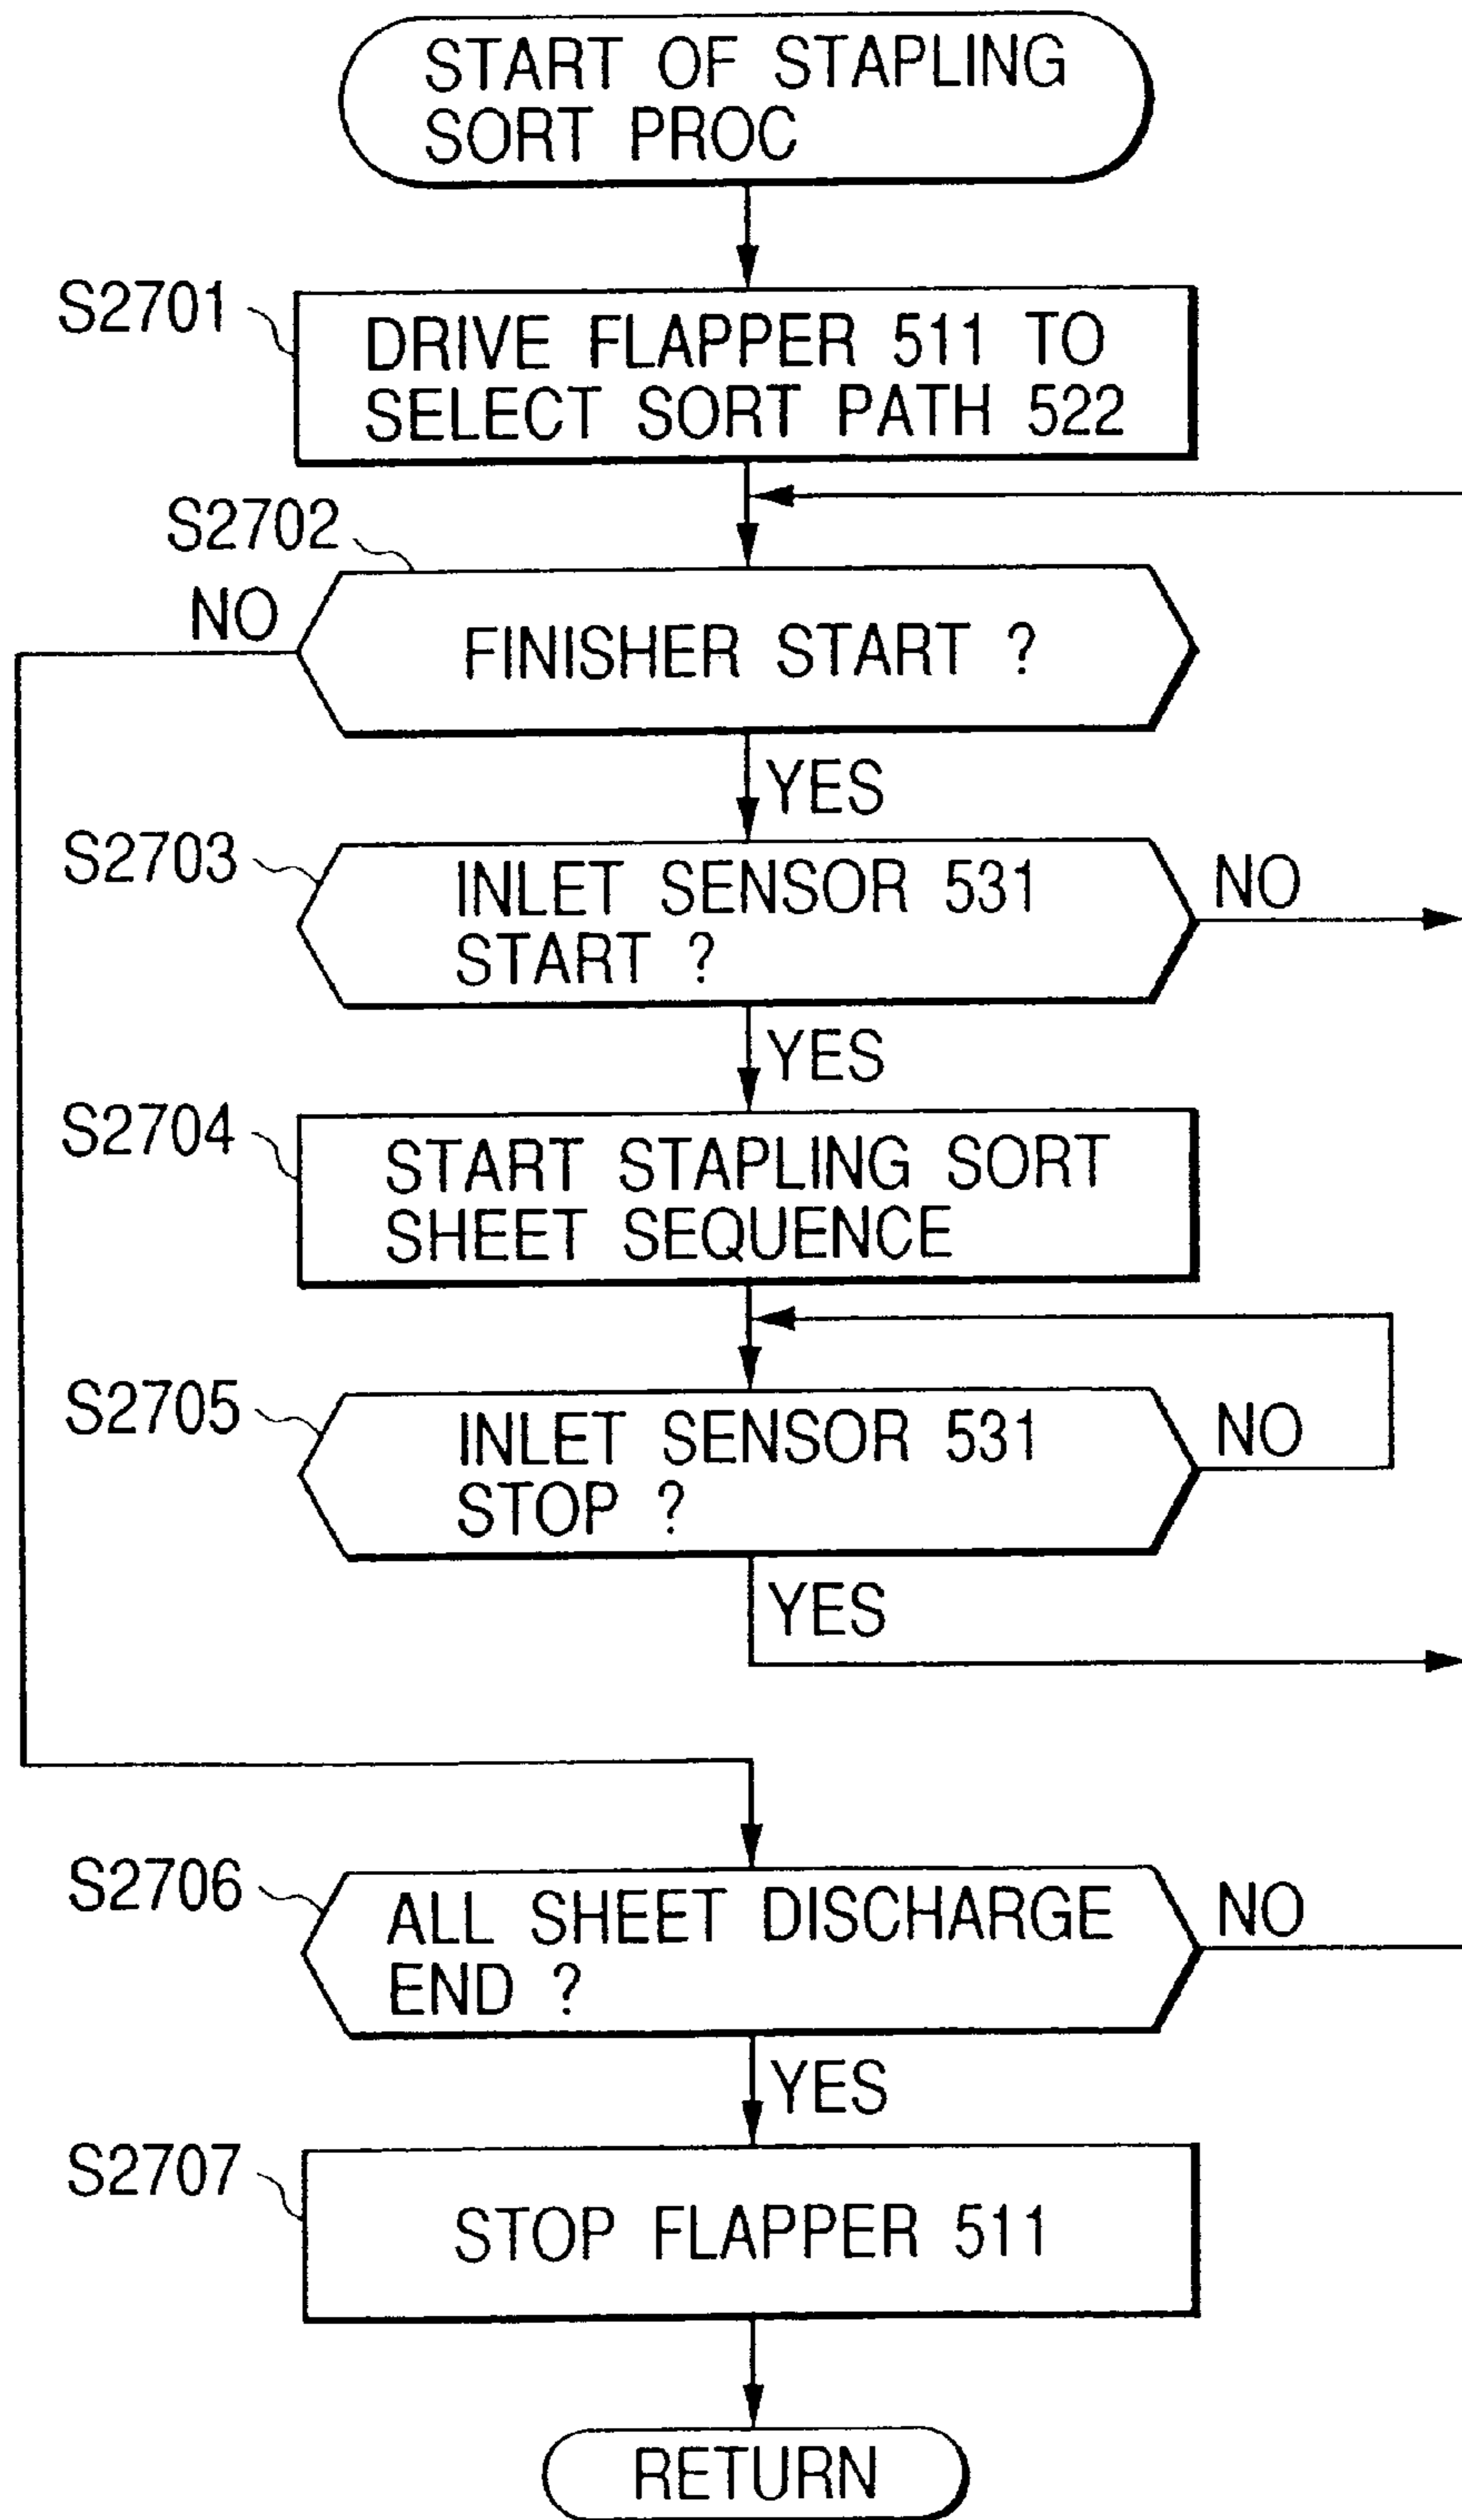 START OF STAPLING
SORT PROC
S2701
DRIVE FLAPPER 511 TO
SELECT SORT PATH 522
S2702
NO
FINISHER START ?
YES
S2703
INLET SENSOR 531
START ?
NO
YES
S2704
START STAPLING SORT
SHEET SEQUENCE
S2705
INLET SENSOR 531
STOP ?
NO
YES
S2706
ALL SHEET DISCHARGE
END ?
NO
YES
S2707
STOP FLAPPER 511
RETURN